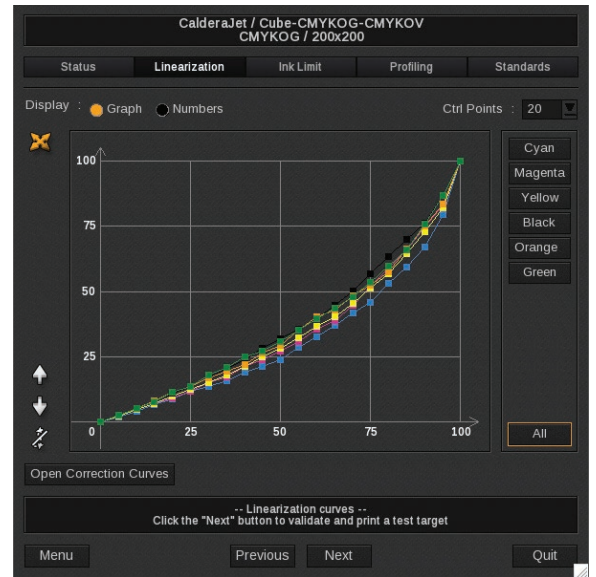 CalderaJet / Cube-CMYKOG-CMYKOV
CMYKOG / 200x200
Status Linearization Ink Limit Profiling Standards
Display : Graph Numbers Ctrl Points : 20
100
75
50
25
0 25 50 75 100
Cyan
Magenta
Yellow
Black
Orange
Green
All
Open Correction Curves
-- Linearization curves --
Click the "Next" button to validate and print a test target
Menu Previous Next Quit